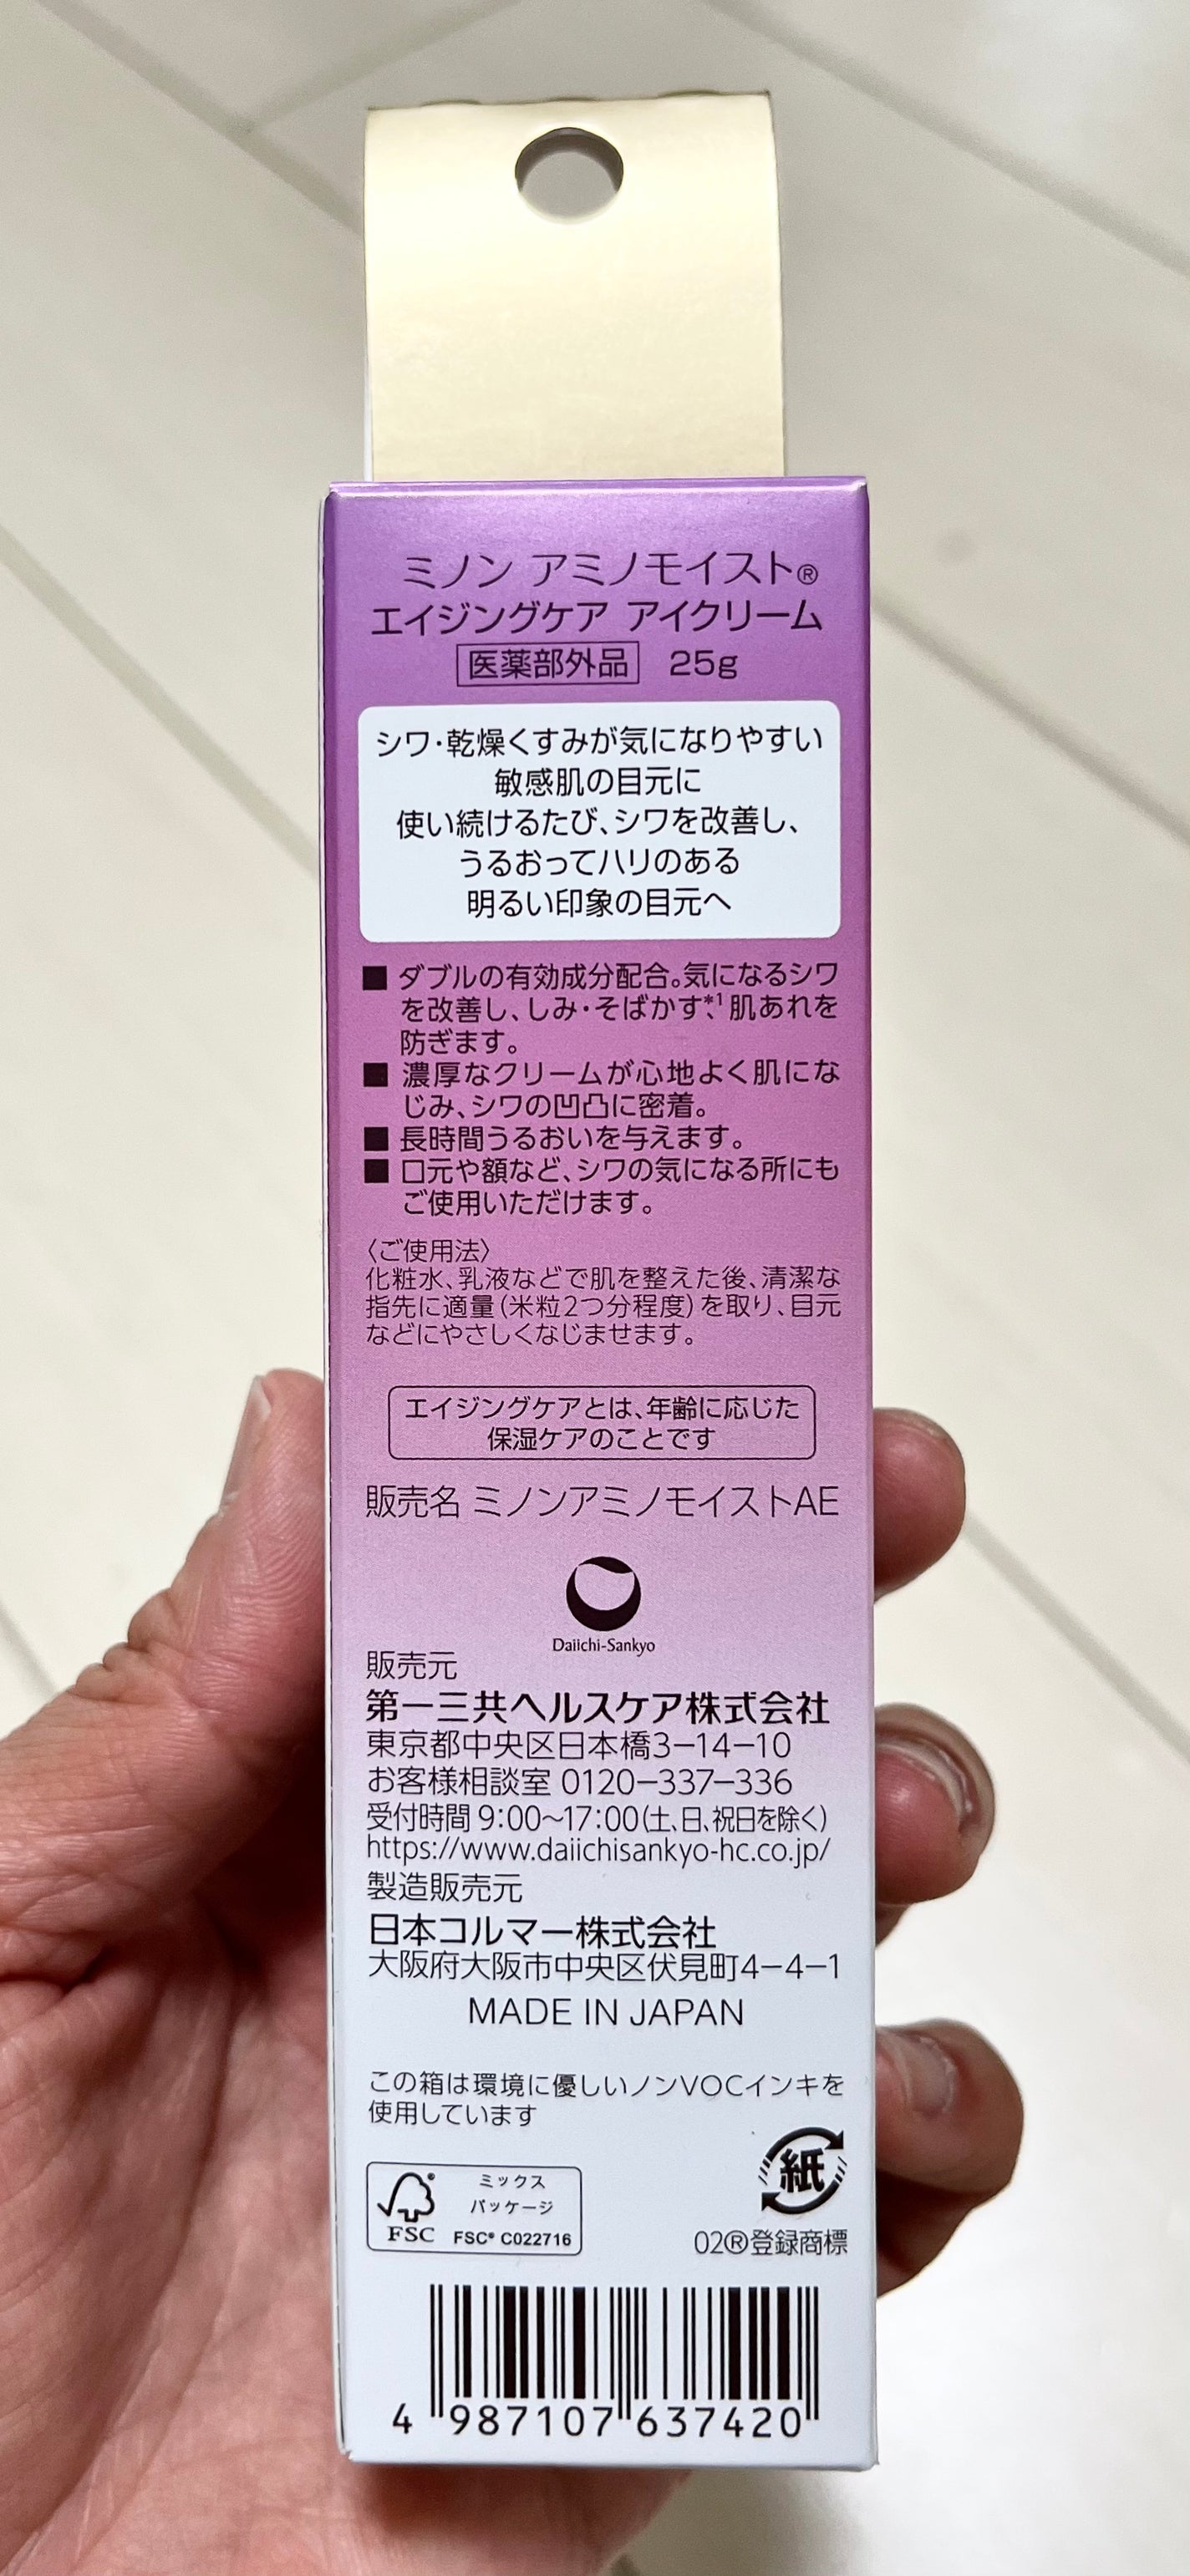 ミノン アミノモイスト®
エイジングケア アイクリーム
医薬部外品 25g
シワ・乾燥くすみが気になりやすい
敏感肌の目元に
使い続けるたび、シワを改善し、
うるおってハリのある
明るい印象の目元へ
■ ダブルの有効成分配合。気になるシワ
を改善し、しみ・そばかす*1、肌あれを
防ぎます。
■ 濃厚なクリームが心地よく肌にな
じみ、シワの凹凸に密着。
■ 長時間うるおいを与えます。
■ 口元や額など、シワの気になる所にも
ご使用いただけます。
〈ご使用法〉
化粧水、乳液などで肌を整えた後、清潔な
指先に適量(米粒2つ分程度)を取り、目元
などにやさしくなじませます。
エイジングケアとは、年齢に応じた
保湿ケアのことです
販売名 ミノンアミノモイストAE
Daiichi-Sankyo
販売元
第一三共ヘルスケア株式会社
東京都中央区日本橋3-14-10
お客様相談室 0120-337-336
受付時間 9:00~17:00(土、日、祝日を除く)
https://www.daiichisankyo-hc.co.jp/
製造販売元
日本コルマー株式会社
大阪府大阪市中央区伏見町4-4-1
MADE IN JAPAN
この箱は環境に優しいノンVOCインキを
使用しています
紙
ミックス
パッケージ
FSC® C022716
FSC
02®登録商標
4 987107 637420